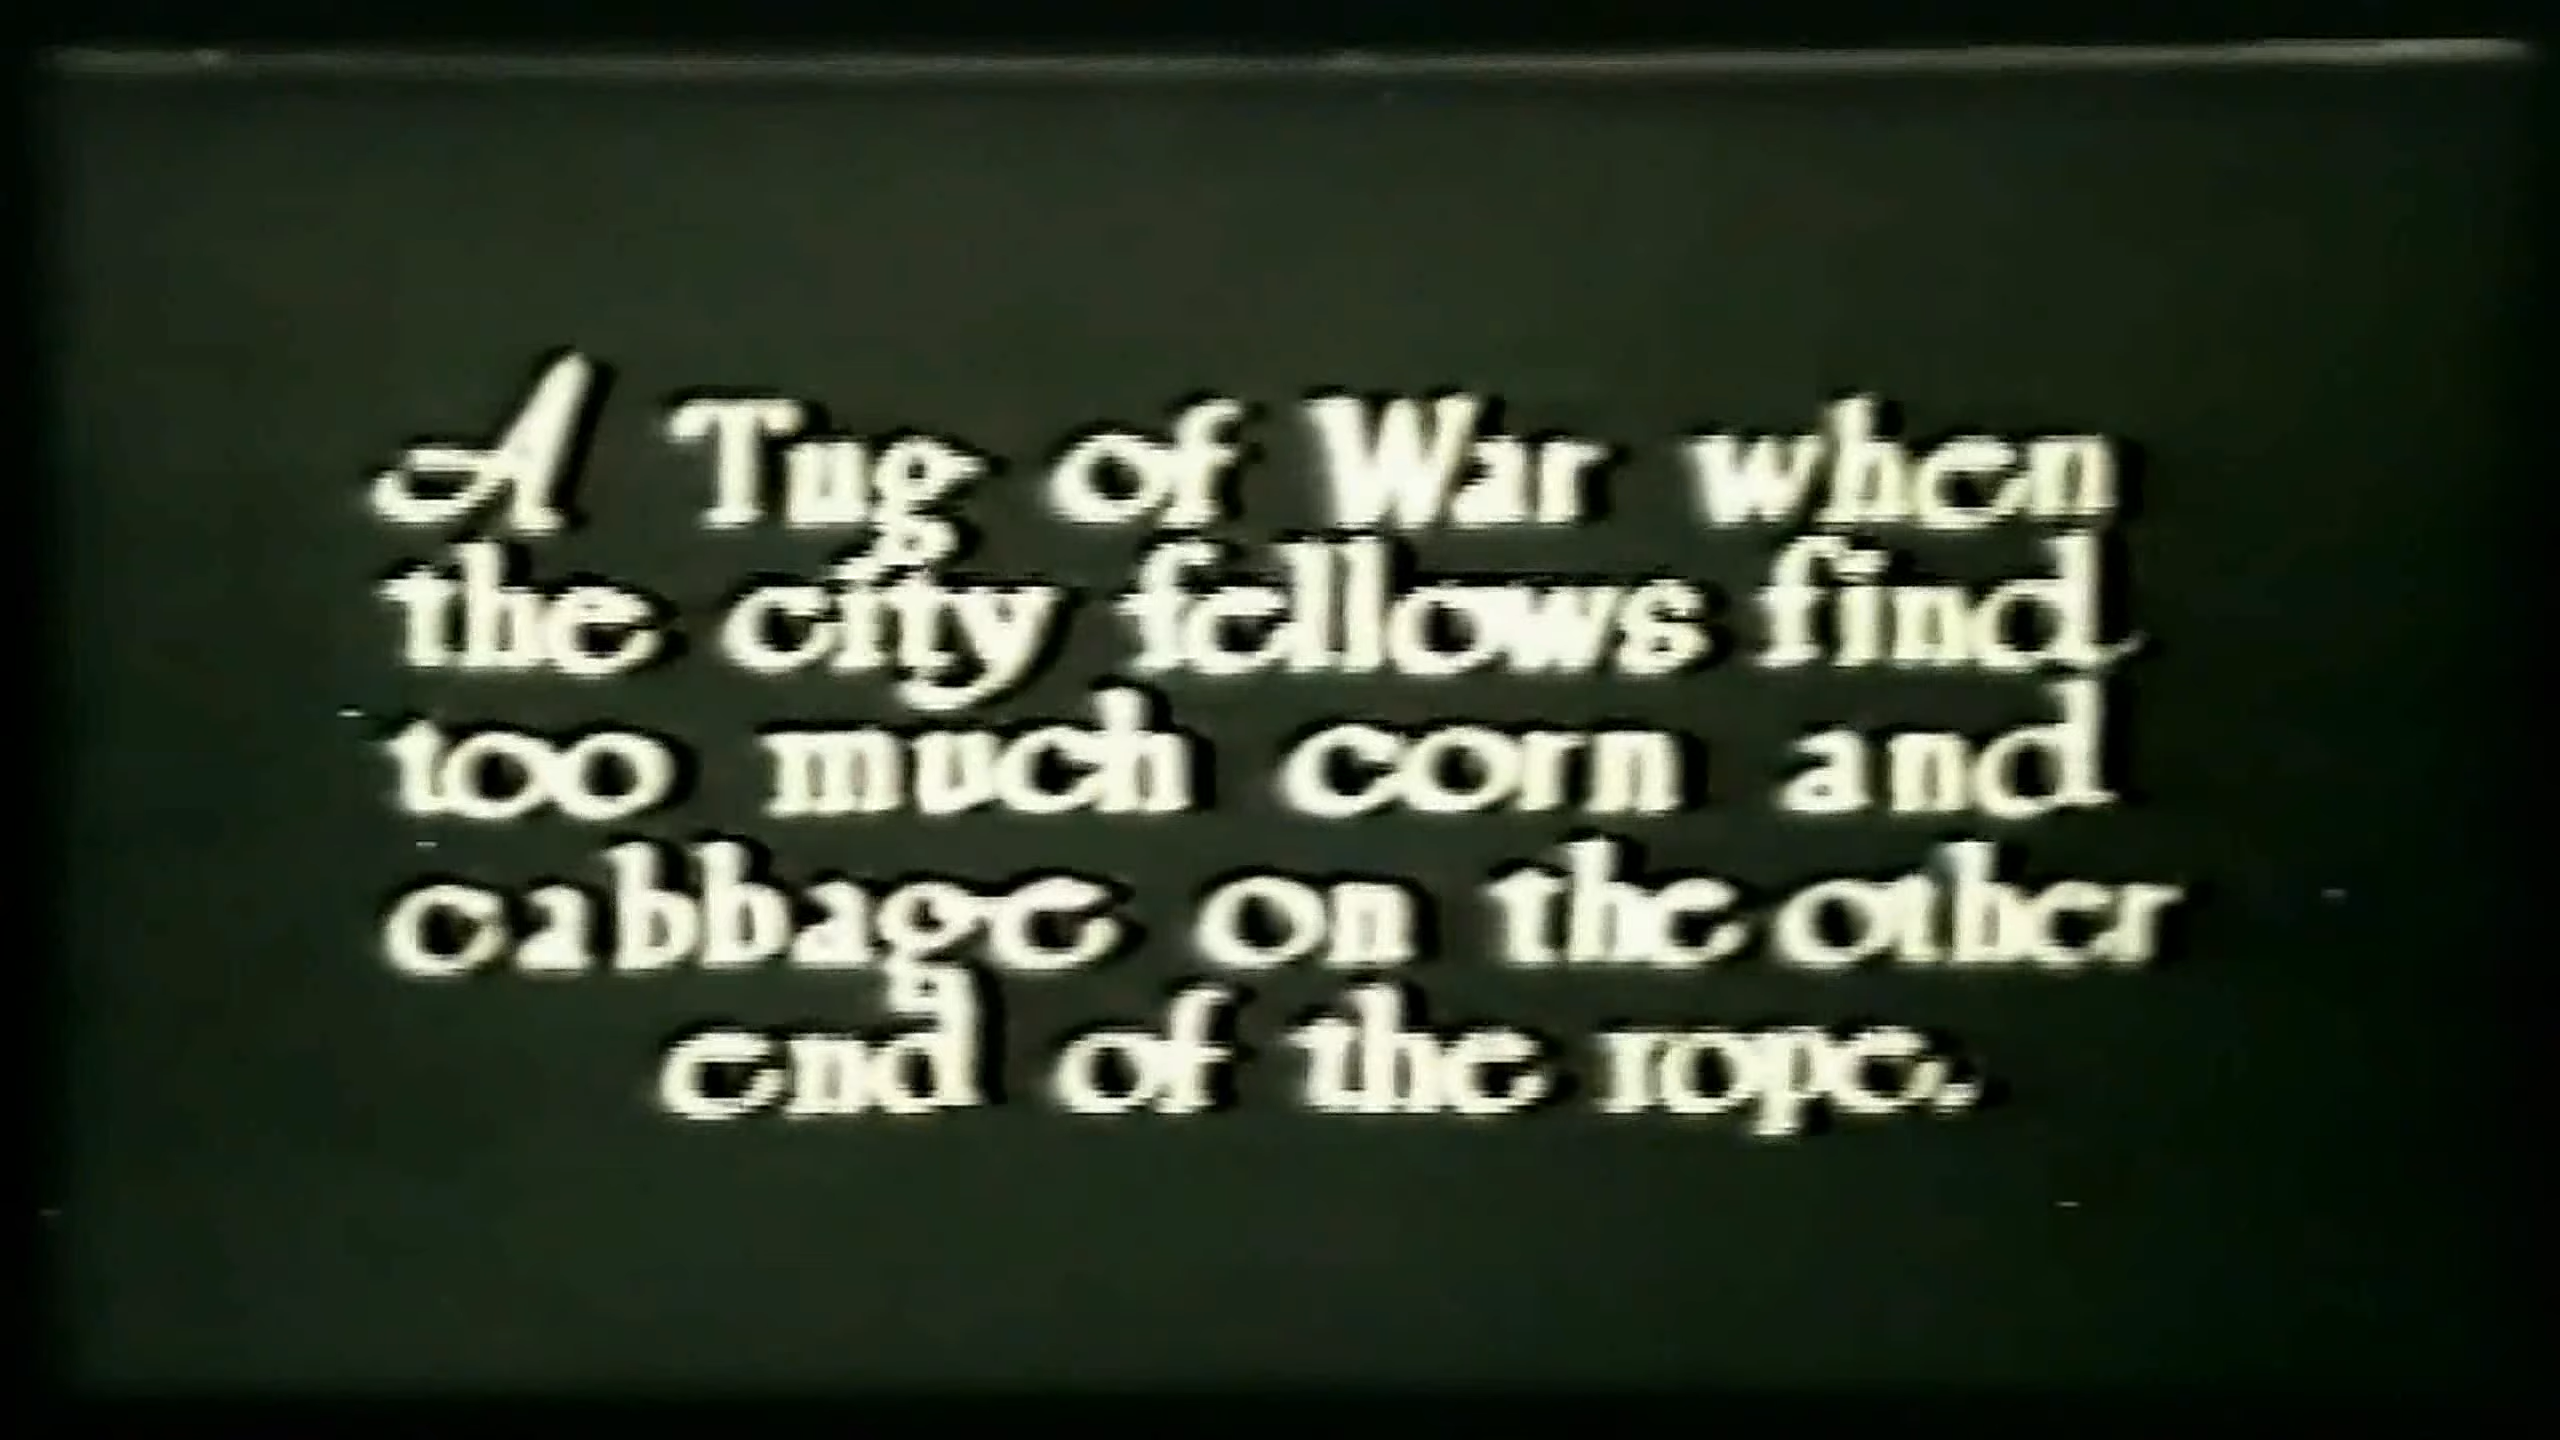 A Tug of War when
the city fellows find
too much corn and
cabbage on the other
end of the rope.